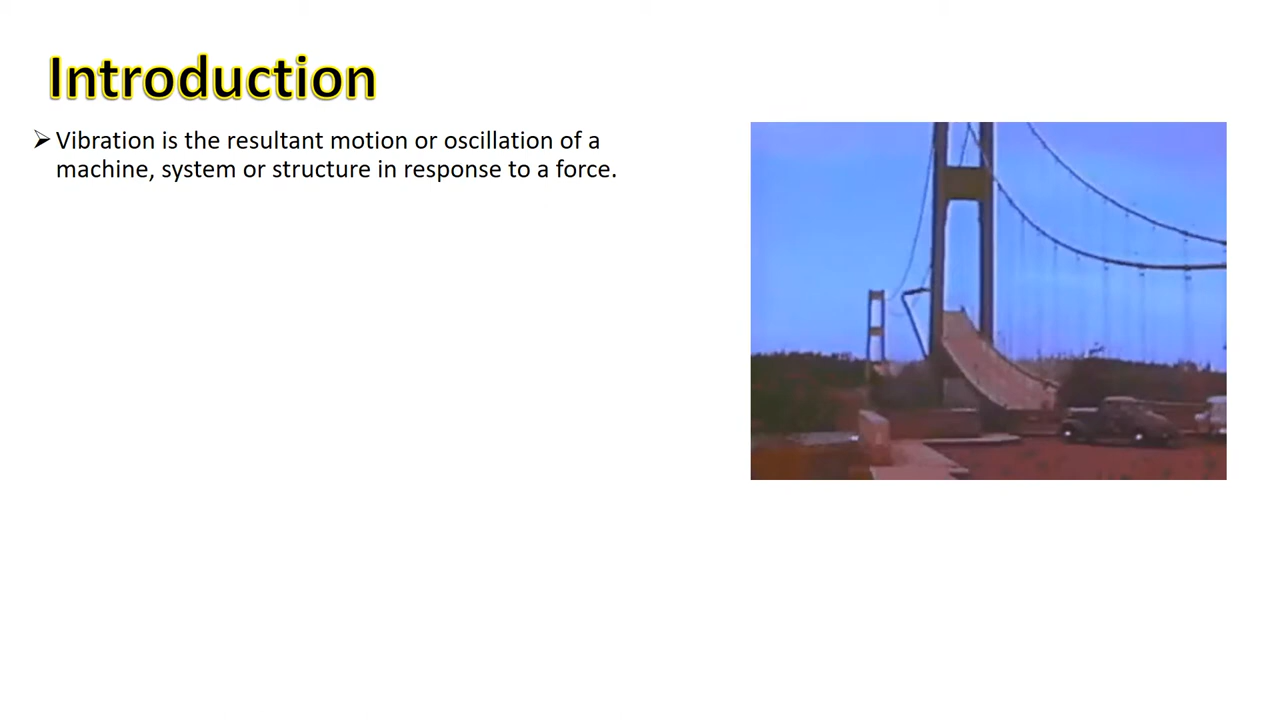 Introduction
➢ Vibration is the resultant motion or oscillation of a
machine, system or structure in response to a force.